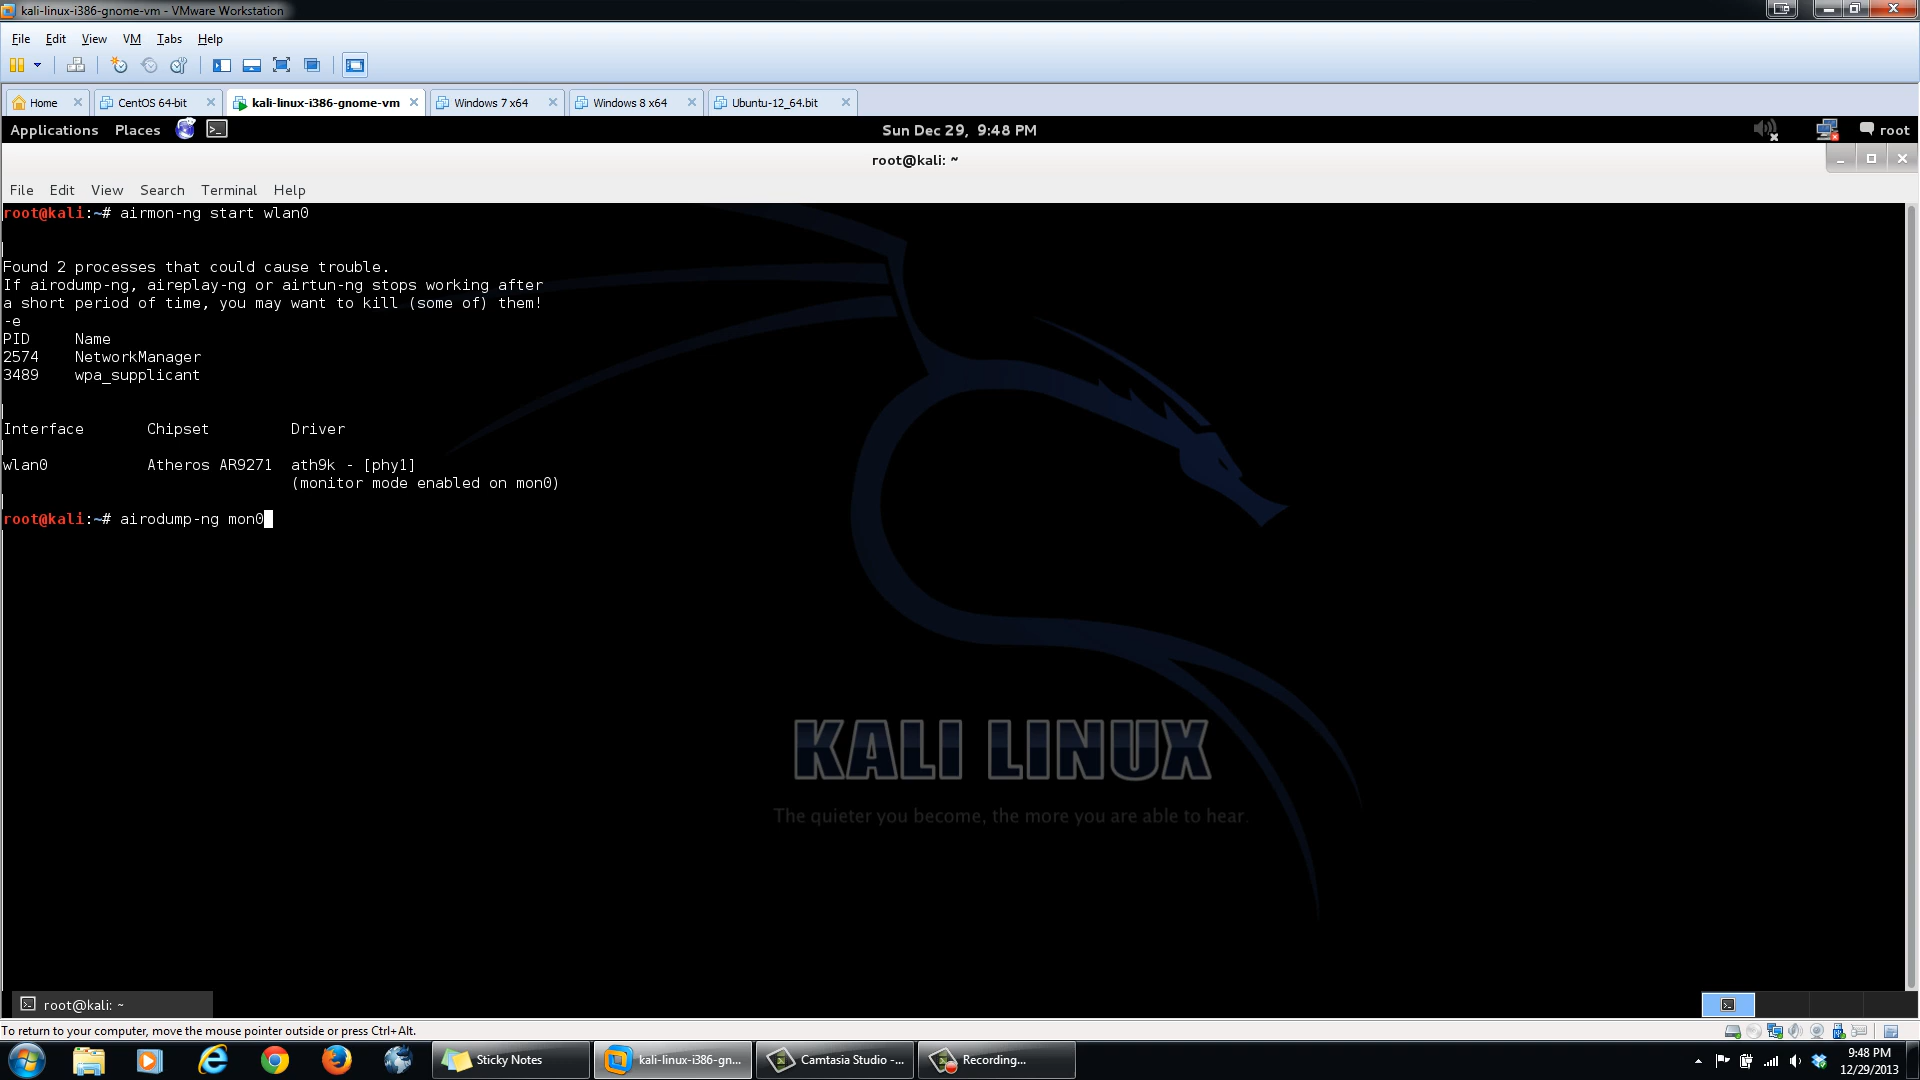 kali-linux-i386-gnome-vm - VMware Workstation
File Edit View VM Tabs Help
Home CentOS 64-bit kali-linux-i386-gnome-vm Windows 7 x64 Windows 8 x64 Ubuntu-12_64.bit
Applications Places Sun Dec 29, 9:48 PM root
root@kali: ~
File Edit View Search Terminal Help
root@kali:~# airmon-ng start wlan0
Found 2 processes that could cause trouble.
If airodump-ng, aireplay-ng or airtun-ng stops working after
a short period of time, you may want to kill (some of) them!
-e
PID Name
2574 NetworkManager
3489 wpa_supplicant
Interface Chipset Driver
wlan0 Atheros AR9271 ath9k - [phy1]
(monitor mode enabled on mon0)
root@kali:~# airodump-ng mon0
KALI LINUX
The quieter you become, the more you are able to hear.
root@kali: ~
To return to your computer, move the mouse pointer outside or press Ctrl+Alt.
Sticky Notes kali-linux-i386-gn... Camtasia Studio -... Recording... 9:48 PM
12/29/2013